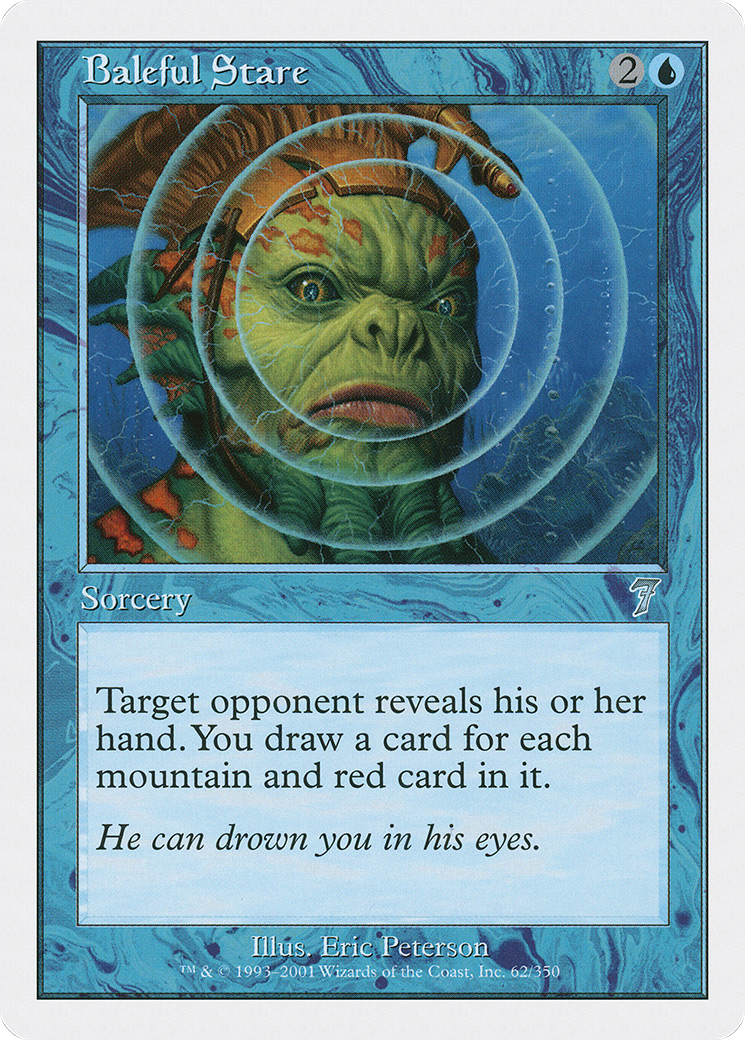 Baleful Stare 2
Sorcery 7
Target opponent reveals his or her
hand. You draw a card for each
mountain and red card in it.
He can drown you in his eyes.
Illus. Eric Peterson
™ & © 1993–2001 Wizards of the Coast, Inc. 62/350